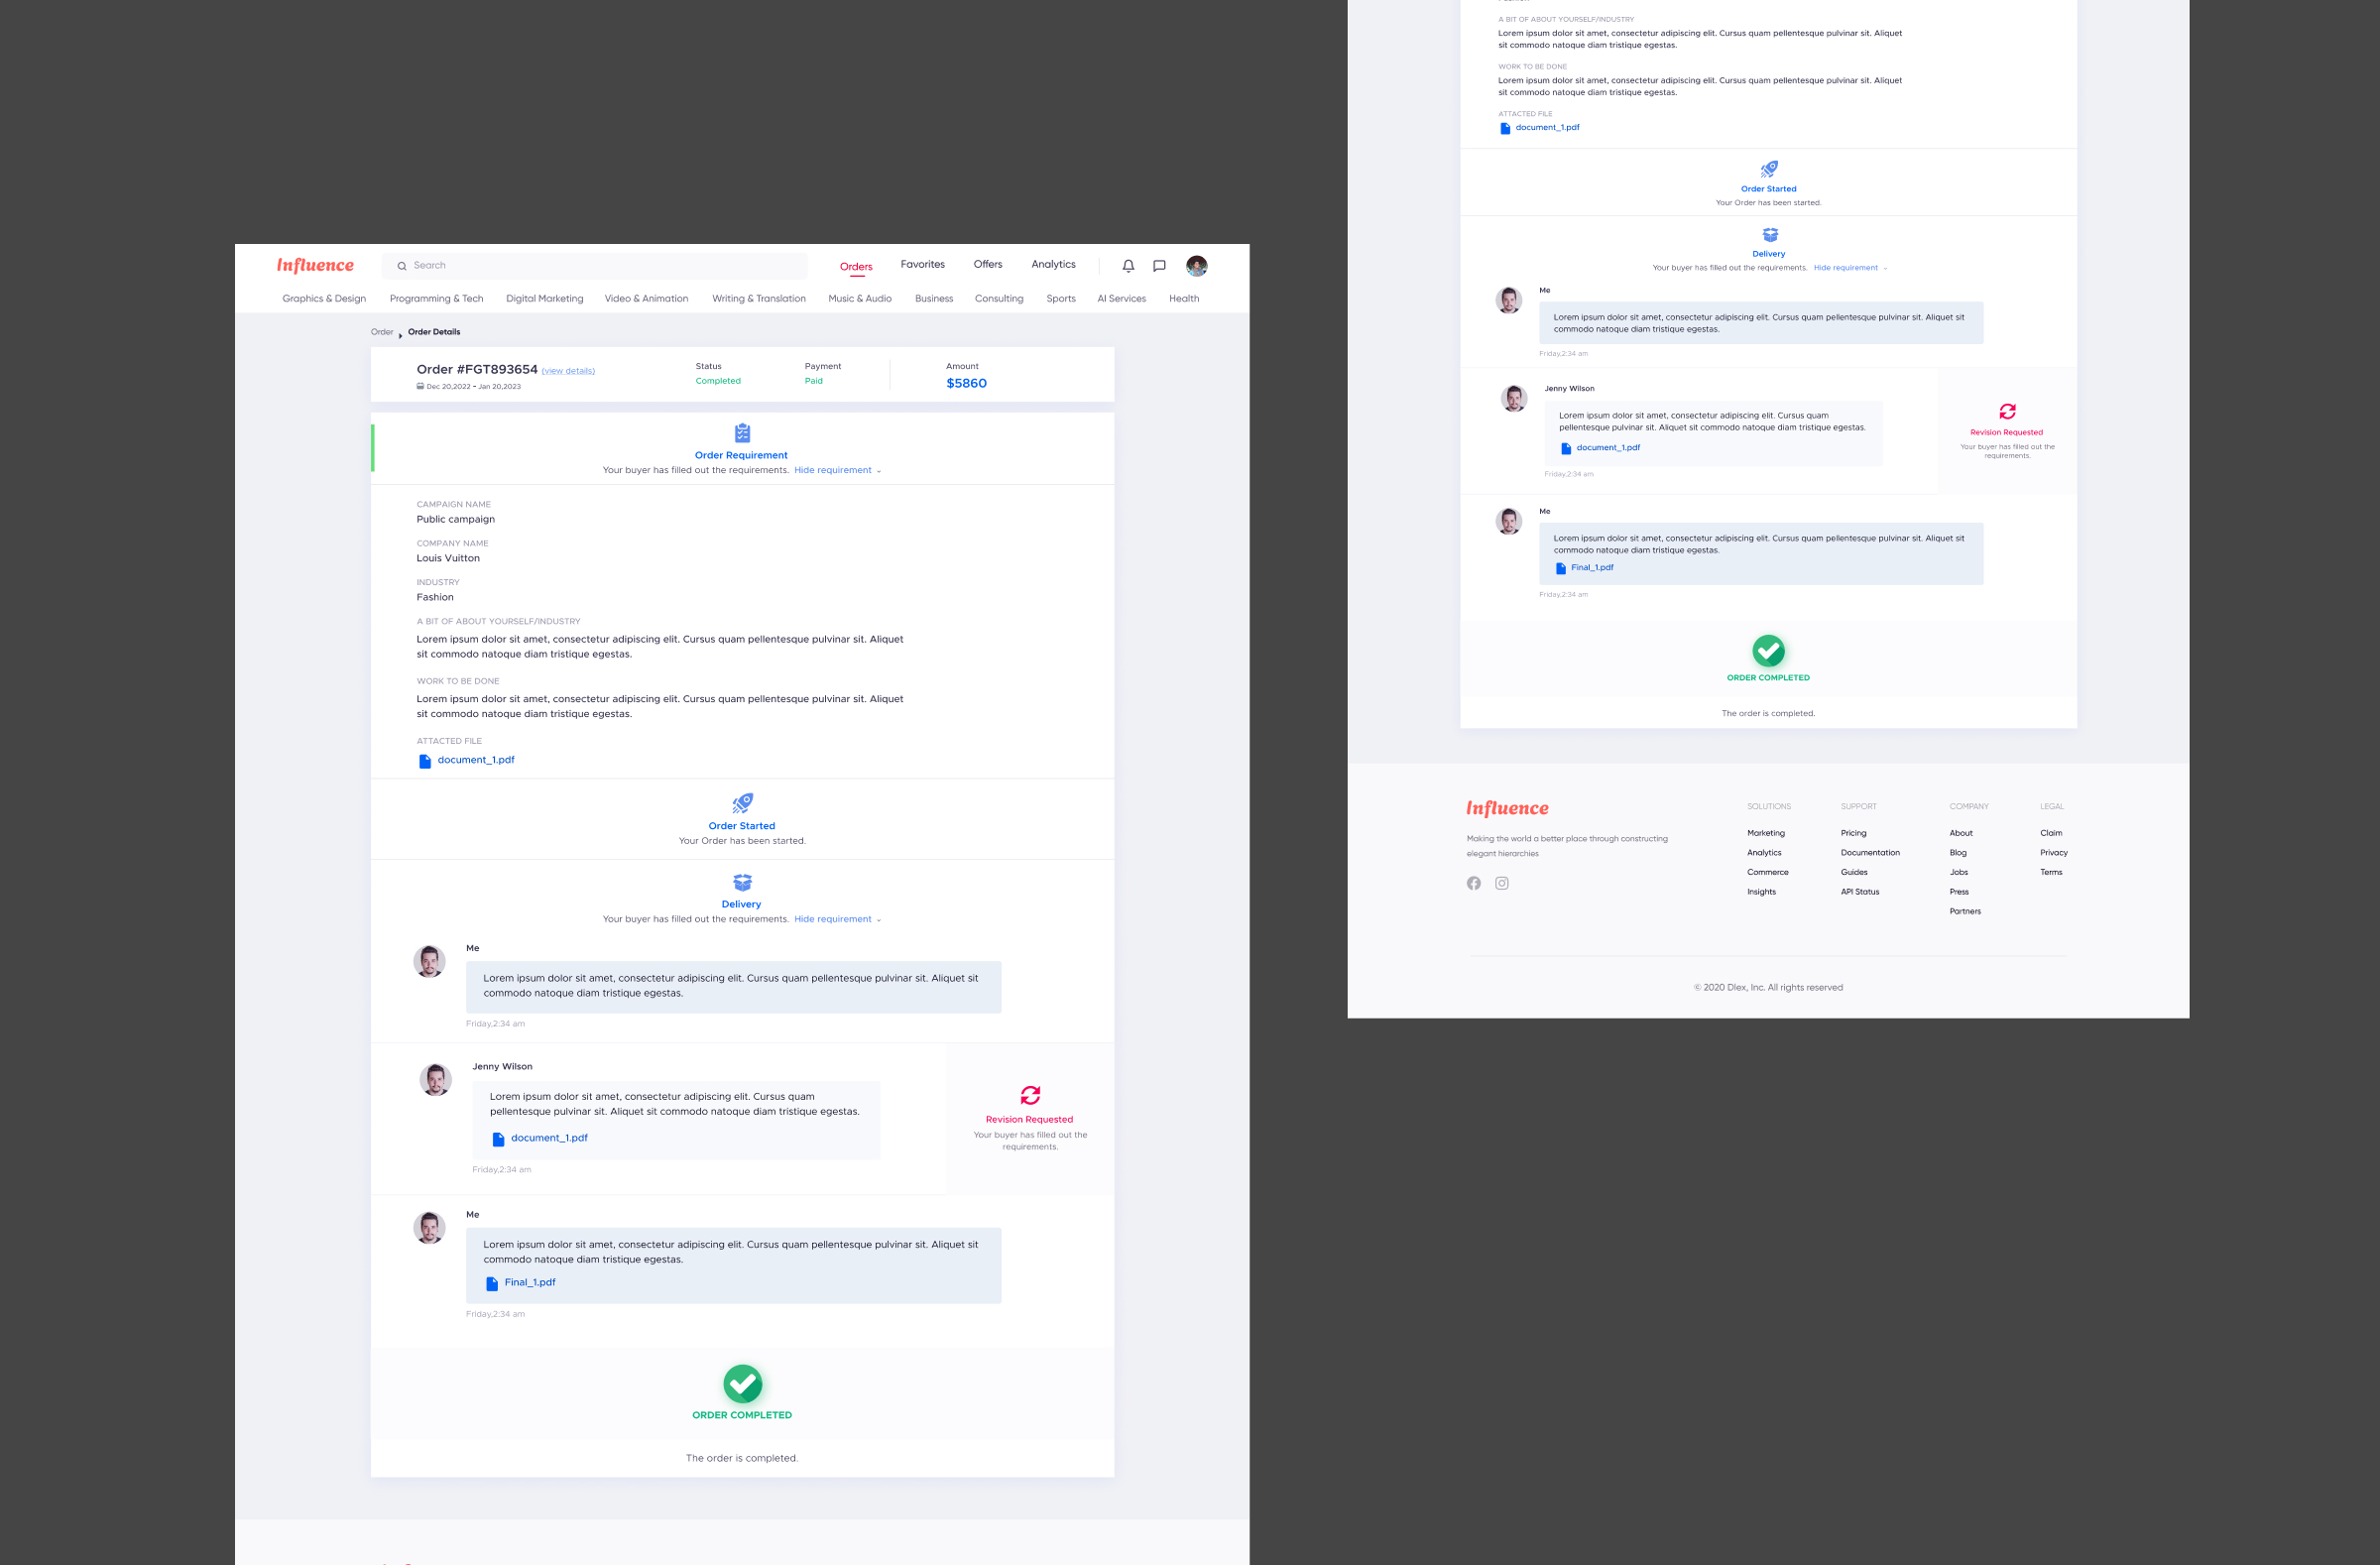 Influence
Search
Orders
Favorites
Offers
Analytics
Graphics & Design
Programming & Tech
Digital Marketing
Video & Animation
Writing & Translation
Music & Audio
Business
Consulting
Sports
AI Services
Health
Order
Order Details
Order #FGT893654 (view details)
Dec 20,2022 - Jan 20,2023
Status
Completed
Payment
Paid
Amount
$5860
Order Requirement
Your buyer has filled out the requirements. Hide requirement
CAMPAIGN NAME
Public campaign
COMPANY NAME
Louis Vuitton
INDUSTRY
Fashion
A BIT OF ABOUT YOURSELF/INDUSTRY
Lorem ipsum dolor sit amet, consectetur adipiscing elit. Cursus quam pellentesque pulvinar sit. Aliquet
sit commodo natoque diam tristique egestas.
WORK TO BE DONE
Lorem ipsum dolor sit amet, consectetur adipiscing elit. Cursus quam pellentesque pulvinar sit. Aliquet
sit commodo natoque diam tristique egestas.
ATTACTED FILE
document_1.pdf
Order Started
Your Order has been started.
Delivery
Your buyer has filled out the requirements. Hide requirement
Me
Lorem ipsum dolor sit amet, consectetur adipiscing elit. Cursus quam pellentesque pulvinar sit. Aliquet sit
commodo natoque diam tristique egestas.
Friday,2:34 am
Jenny Wilson
Lorem ipsum dolor sit amet, consectetur adipiscing elit. Cursus quam
pellentesque pulvinar sit. Aliquet sit commodo natoque diam tristique egestas.
document_1.pdf
Friday,2:34 am
Revision Requested
Your buyer has filled out the
requirements.
Me
Lorem ipsum dolor sit amet, consectetur adipiscing elit. Cursus quam pellentesque pulvinar sit. Aliquet sit
commodo natoque diam tristique egestas.
Final_1.pdf
Friday,2:34 am
ORDER COMPLETED
The order is completed.
A BIT OF ABOUT YOURSELF/INDUSTRY
Lorem ipsum dolor sit amet, consectetur adipiscing elit. Cursus quam pellentesque pulvinar sit. Aliquet
sit commodo natoque diam tristique egestas.
WORK TO BE DONE
Lorem ipsum dolor sit amet, consectetur adipiscing elit. Cursus quam pellentesque pulvinar sit. Aliquet
sit commodo natoque diam tristique egestas.
ATTACTED FILE
document_1.pdf
Order Started
Your Order has been started.
Delivery
Your buyer has filled out the requirements. Hide requirement
Me
Lorem ipsum dolor sit amet, consectetur adipiscing elit. Cursus quam pellentesque pulvinar sit. Aliquet sit
commodo natoque diam tristique egestas.
Friday,2:34 am
Jenny Wilson
Lorem ipsum dolor sit amet, consectetur adipiscing elit. Cursus quam
pellentesque pulvinar sit. Aliquet sit commodo natoque diam tristique egestas.
document_1.pdf
Friday,2:34 am
Revision Requested
Your buyer has filled out the
requirements.
Me
Lorem ipsum dolor sit amet, consectetur adipiscing elit. Cursus quam pellentesque pulvinar sit. Aliquet sit
commodo natoque diam tristique egestas.
Final_1.pdf
Friday,2:34 am
ORDER COMPLETED
The order is completed.
Influence
Making the world a better place through constructing
elegant hierarchies
SOLUTIONS
Marketing
Analytics
Commerce
Insights
SUPPORT
Pricing
Documentation
Guides
API Status
COMPANY
About
Blog
Jobs
Press
Partners
LEGAL
Claim
Privacy
Terms
© 2020 Dlex, Inc. All rights reserved